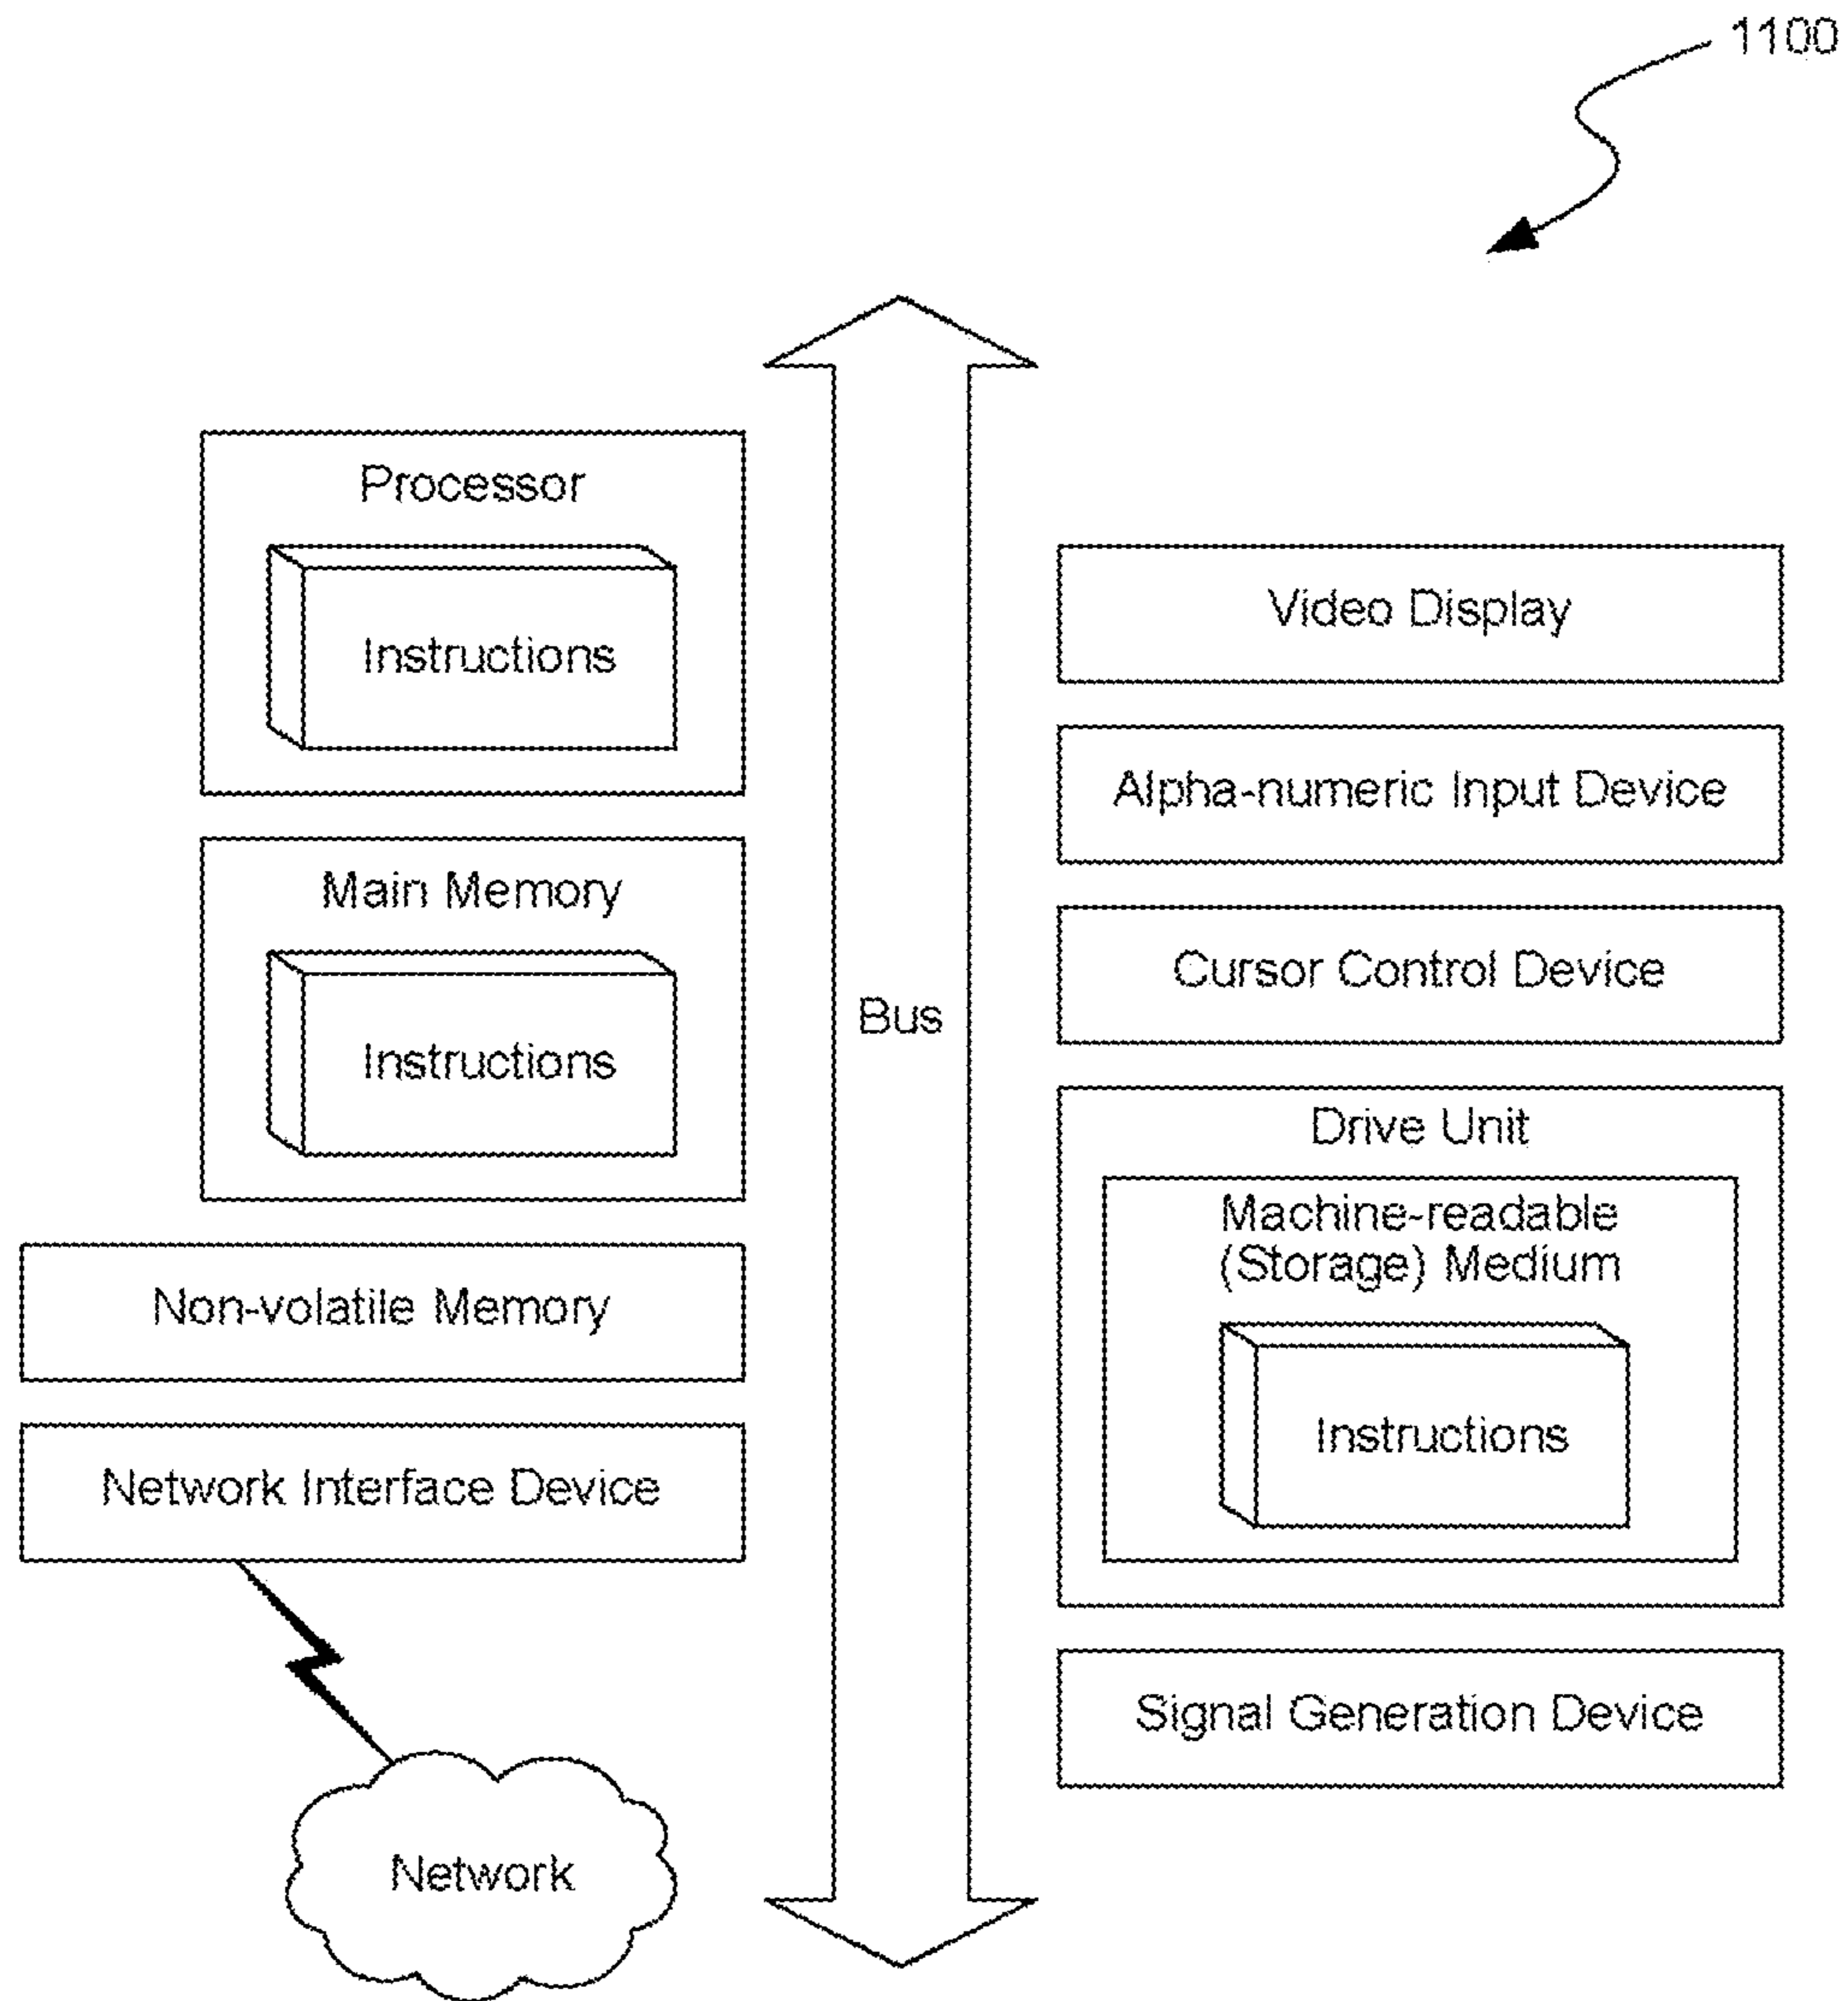 1100
Processor
Instructions
Main Memory
Instructions
Non-volatile Memory
Network Interface Device
Network
Bus
Video Display
Alpha-numeric Input Device
Cursor Control Device
Drive Unit
Machine-readable
(Storage) Medium
Instructions
Signal Generation Device